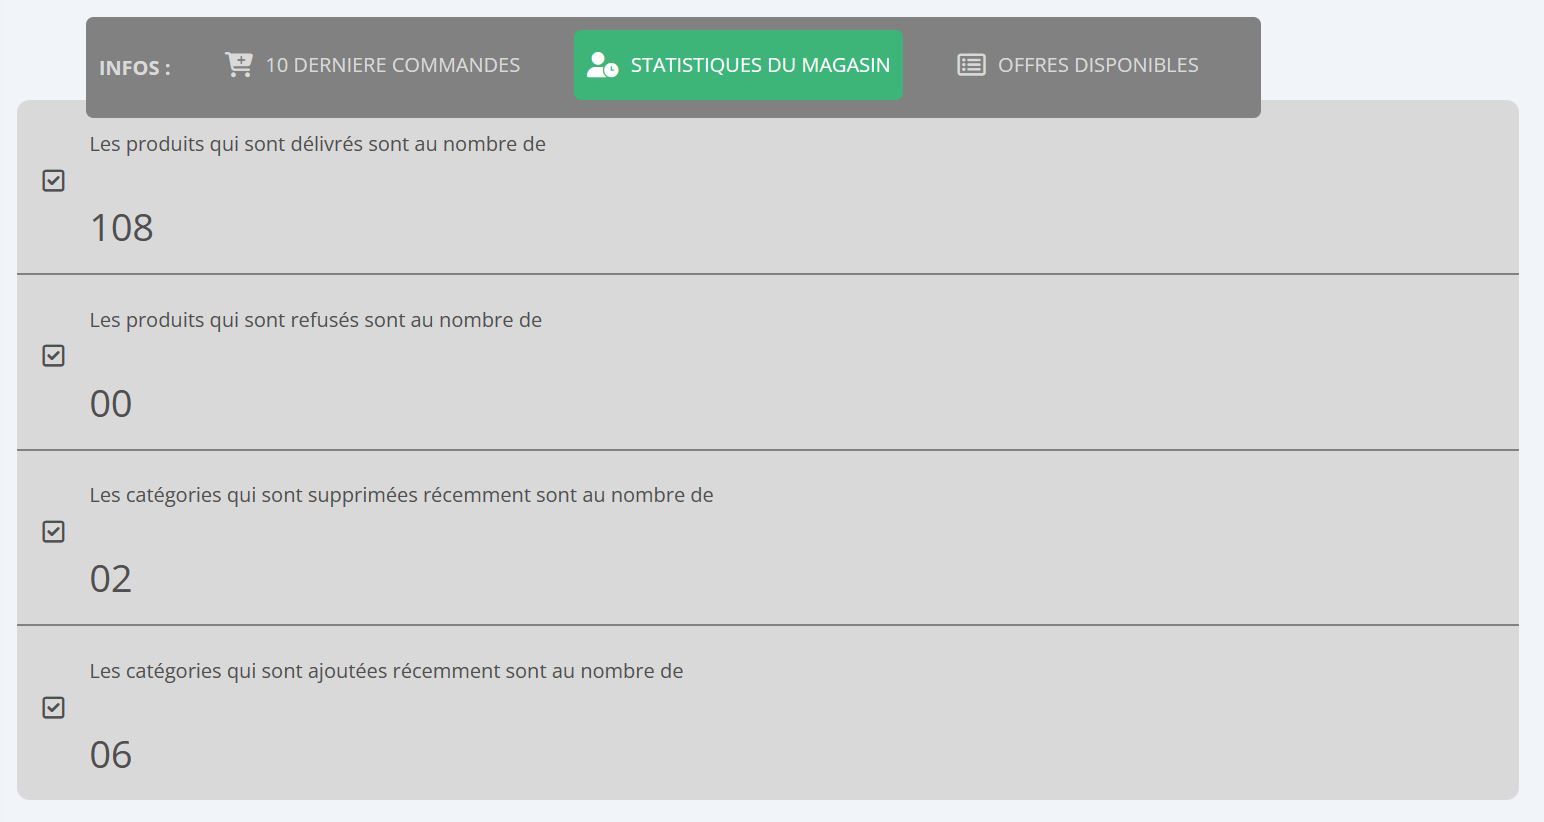 INFOS :
10 DERNIERE COMMANDES
STATISTIQUES DU MAGASIN
OFFRES DISPONIBLES
Les produits qui sont délivrés sont au nombre de
108
Les produits qui sont refusés sont au nombre de
00
Les catégories qui sont supprimées récemment sont au nombre de
02
Les catégories qui sont ajoutées récemment sont au nombre de
06